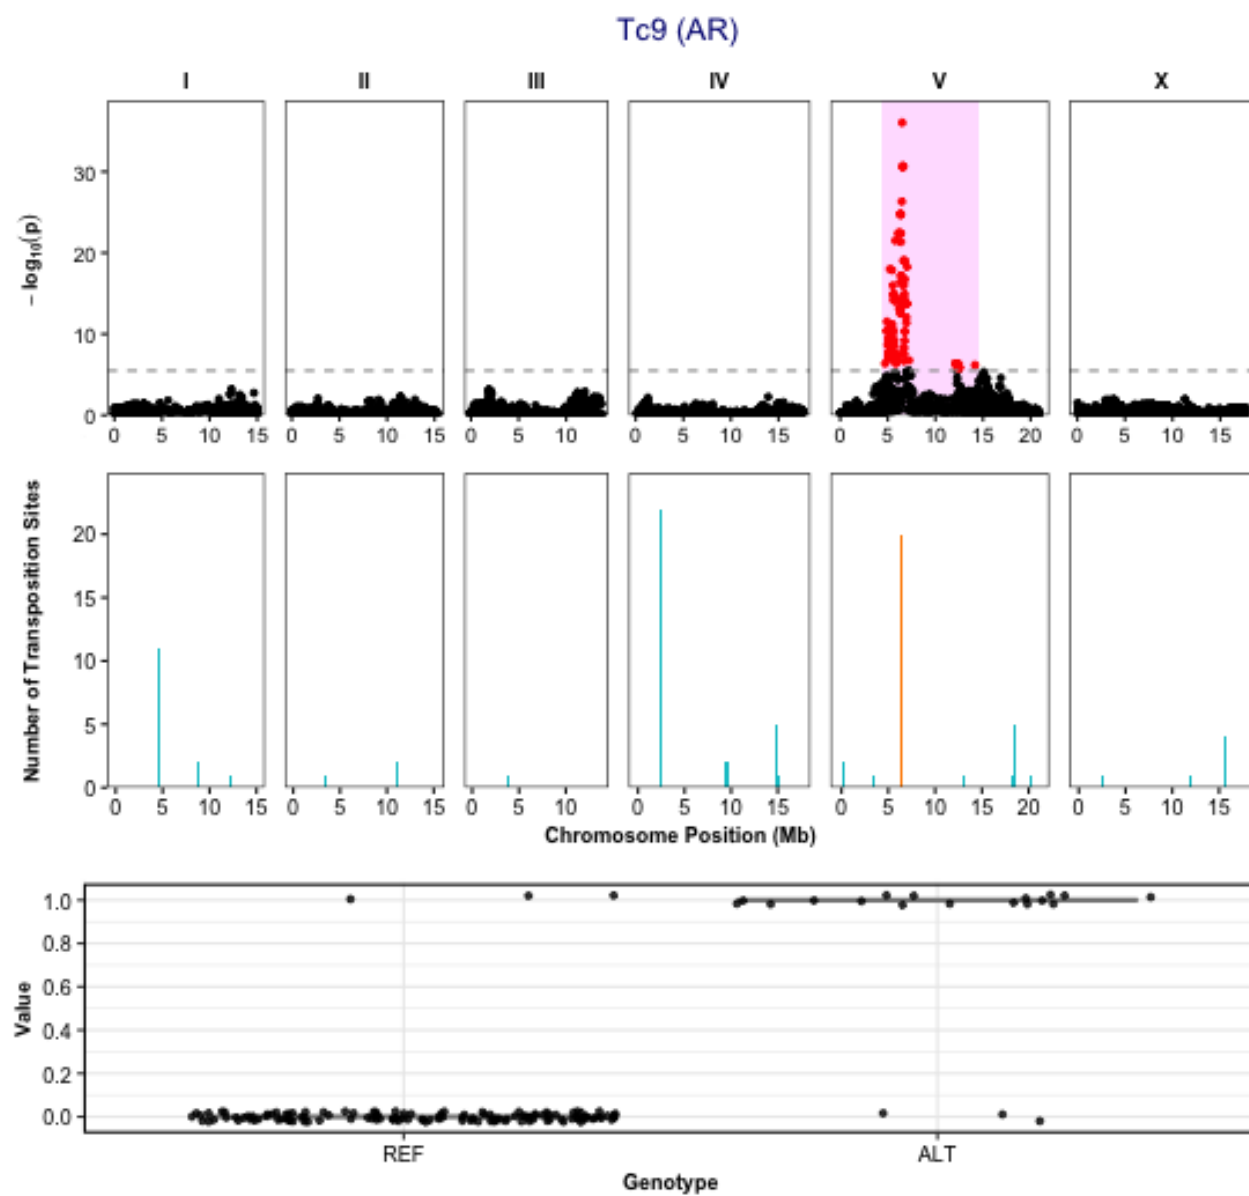 Tc9 (AR)
I II III IV V X
− log₁₀(p)
30
20
10
0
0 5 10 15 0 5 10 15 0 5 10 0 5 10 15 0 5 10 15 20 0 5 10 15
Number of Transposition Sites
20
15
10
5
0
0 5 10 15 0 5 10 15 0 5 10 0 5 10 15 0 5 10 15 20 0 5 10 15
Chromosome Position (Mb)
Value
1.0
0.8
0.6
0.4
0.2
0.0
REF ALT
Genotype